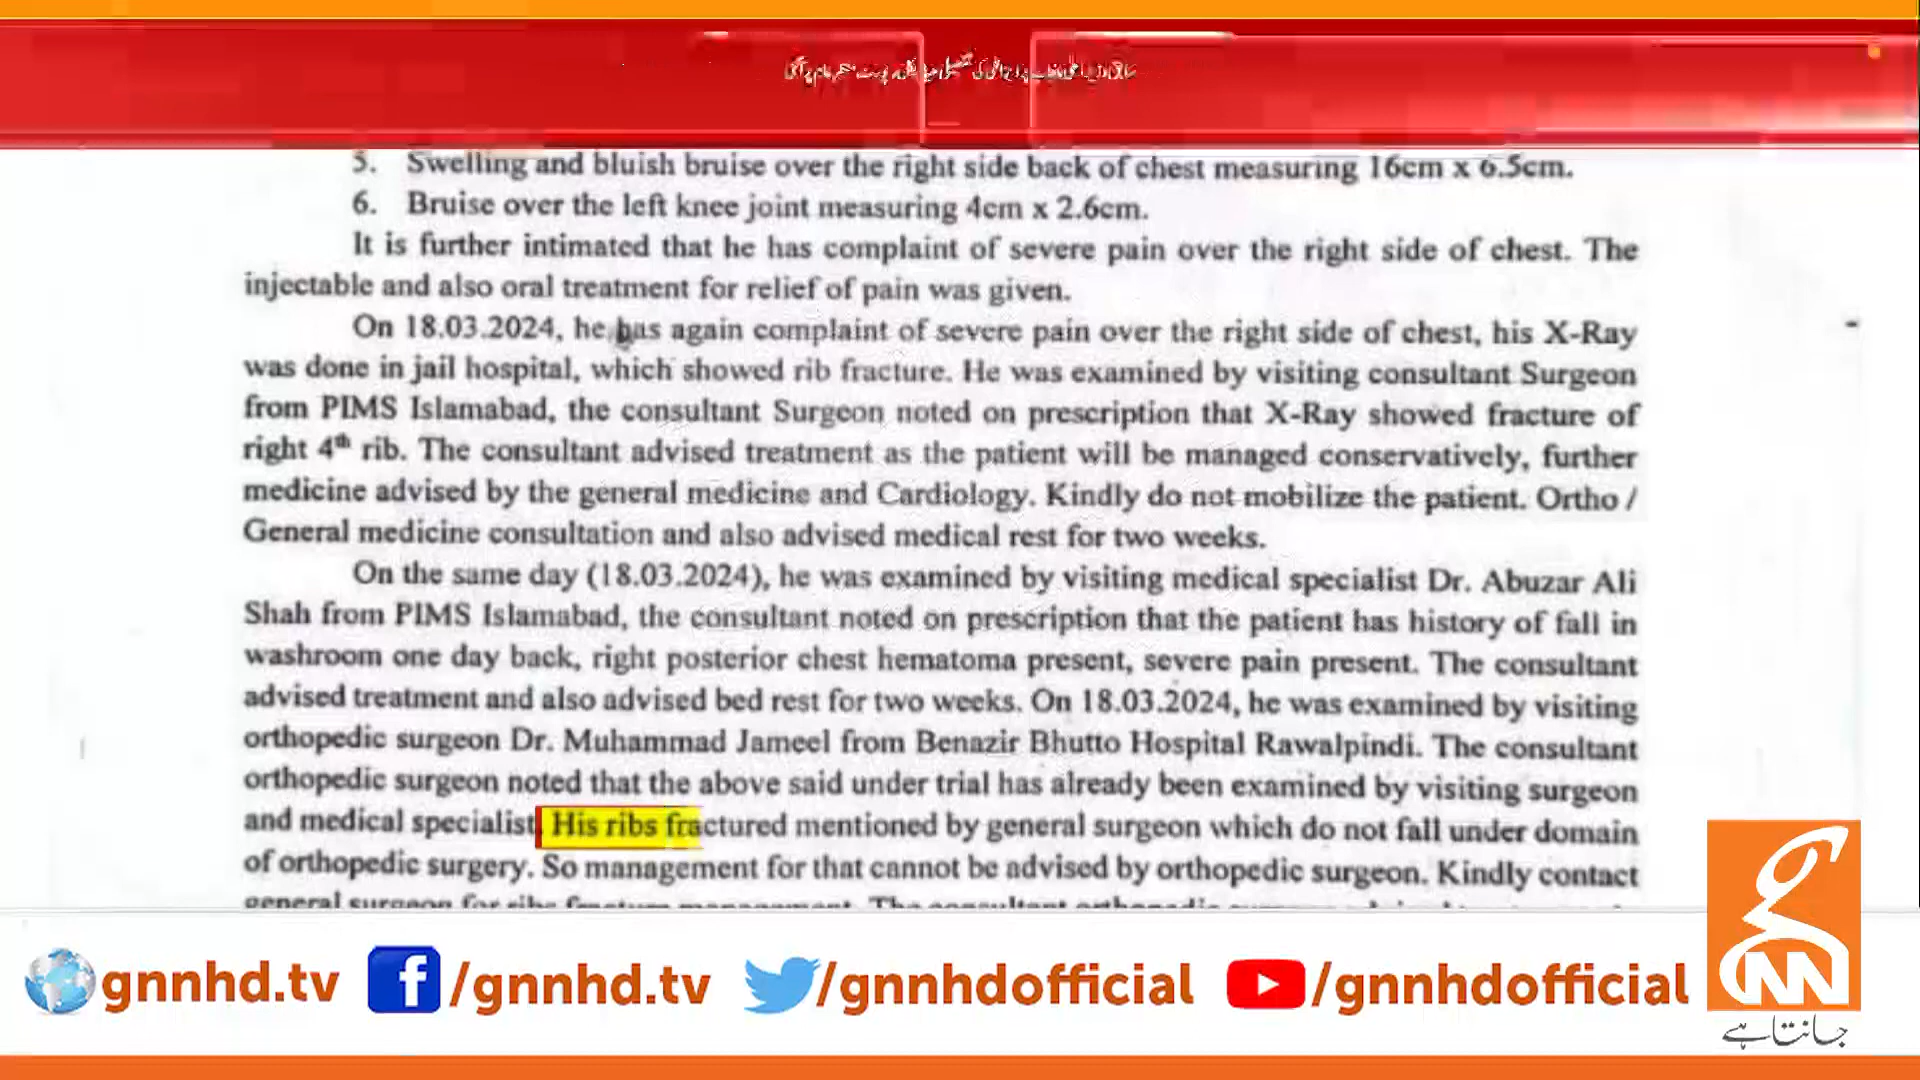 5. Swelling and bluish bruise over the right side back of chest measuring 16cm x 6.5cm.
6. Bruise over the left knee joint measuring 4cm x 2.6cm.
It is further intimated that he has complaint of severe pain over the right side of chest. The
injectable and also oral treatment for relief of pain was given.
On 18.03.2024, he has again complaint of severe pain over the right side of chest, his X-Ray
was done in jail hospital, which showed rib fracture. He was examined by visiting consultant Surgeon
from PIMS Islamabad, the consultant Surgeon noted on prescription that X-Ray showed fracture of
right 4th rib. The consultant advised treatment as the patient will be managed conservatively, further
medicine advised by the general medicine and Cardiology. Kindly do not mobilize the patient. Ortho /
General medicine consultation and also advised medical rest for two weeks.
On the same day (18.03.2024), he was examined by visiting medical specialist Dr. Abuzar Ali
Shah from PIMS Islamabad, the consultant noted on prescription that the patient has history of fall in
washroom one day back, right posterior chest hematoma present, severe pain present. The consultant
advised treatment and also advised bed rest for two weeks. On 18.03.2024, he was examined by visiting
orthopedic surgeon Dr. Muhammad Jameel from Benazir Bhutto Hospital Rawalpindi. The consultant
orthopedic surgeon noted that the above said under trial has already been examined by visiting surgeon
and medical specialist. His ribs fractured mentioned by general surgeon which do not fall under domain
of orthopedic surgery. So management for that cannot be advised by orthopedic surgeon. Kindly contact
general surgeon for ribs fracture management. The consultant orthopedic
gnnhd.tv /gnnhd.tv /gnnhdofficial /gnnhdofficial
GNN
جانتا ہے